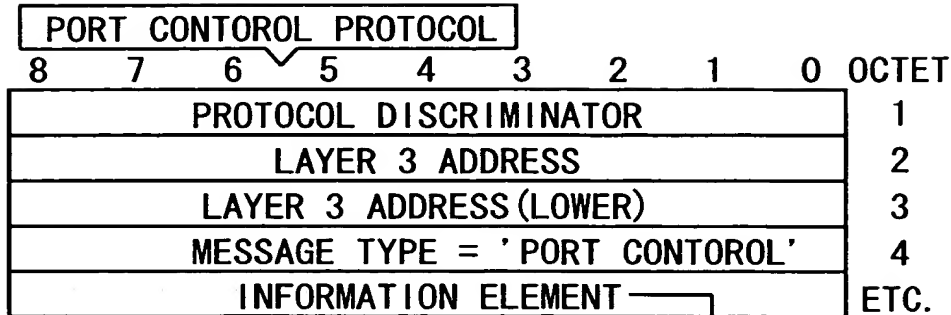 PORT CONTOROL PROTOCOL
8 7 6 5 4 3 2 1 0 OCTET
PROTOCOL DISCRIMINATOR 1
LAYER 3 ADDRESS 2
LAYER 3 ADDRESS(LOWER) 3
MESSAGE TYPE = 'PORT CONTOROL' 4
INFORMATION ELEMENT ETC.